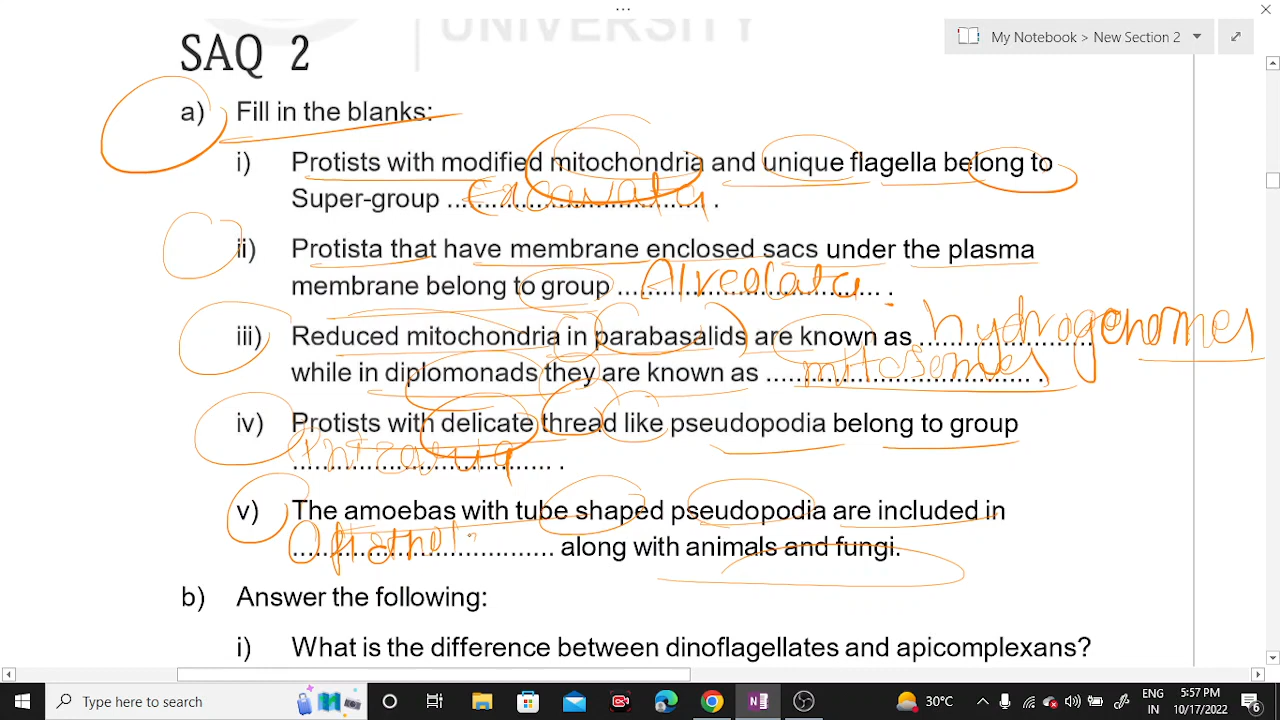 UNIVERSITY
My Notebook > New Section 2
SAQ 2
a) Fill in the blanks:
i) Protists with modified mitochondria and unique flagella belong to
Super-group .......Excavata....... .
ii) Protista that have membrane enclosed sacs under the plasma
membrane belong to group .......Alveolata....... .
iii) Reduced mitochondria in parabasalids are known as .......hydrogenomes
while in diplomonads they are known as .......mitosomes....... .
iv) Protists with delicate thread like pseudopodia belong to group
.................................. .
v) The amoebas with tube shaped pseudopodia are included in
.................................. along with animals and fungi.
b) Answer the following:
i) What is the difference between dinoflagellates and apicomplexans?
Type here to search
30°C
ENG
IN
5:57 PM
10/17/2022
6